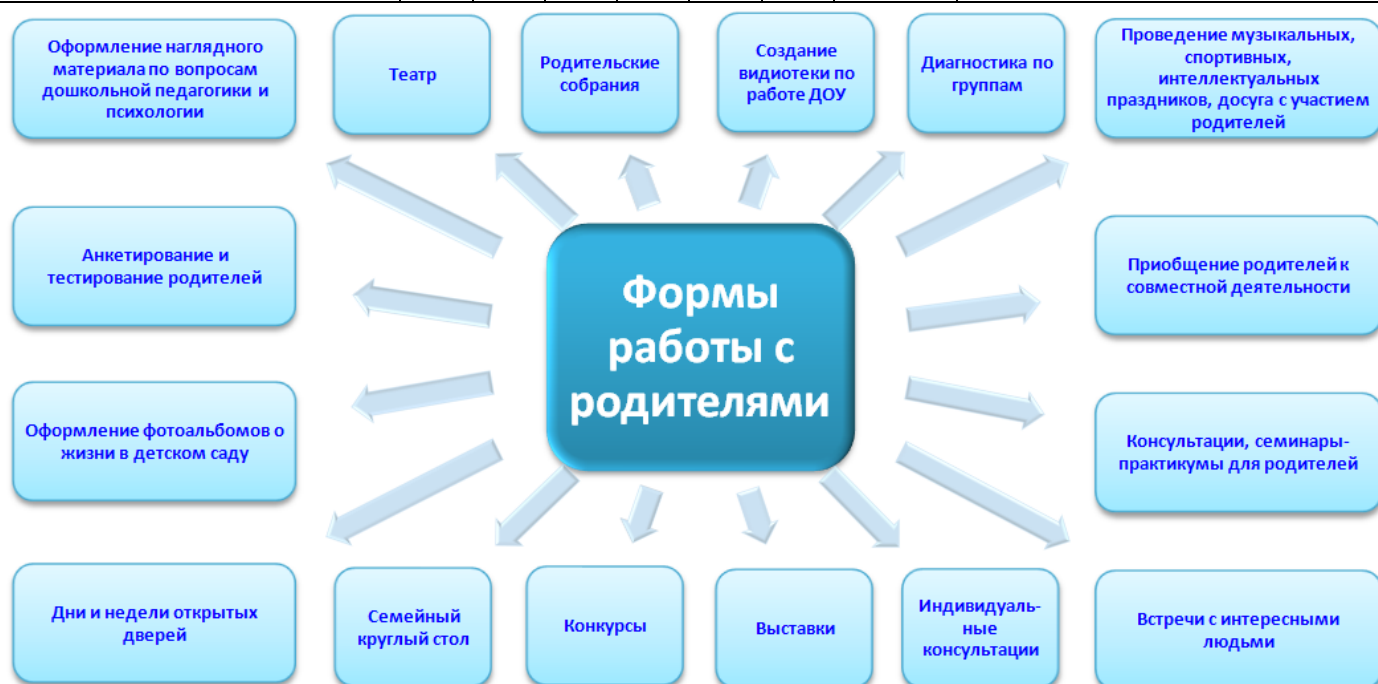 Оформление наглядного
материала по вопросам
дошкольной педагогики и
психологии
Театр
Родительские
собрания
Создание
видиотеки по
работе ДОУ
Диагностика по
группам
Проведение музыкальных,
спортивных,
интеллектуальных
праздников, досуга с участием
родителей
Анкетирование и
тестирование родителей
Формы
работы с
родителями
Приобщение родителей к
совместной деятельности
Оформление фотоальбомов о
жизни в детском саду
Консультации, семинары-
практикумы для родителей
Дни и недели открытых
дверей
Семейный
круглый стол
Конкурсы
Выставки
Индивидуаль-
ные
консультации
Встречи с интересными
людьми